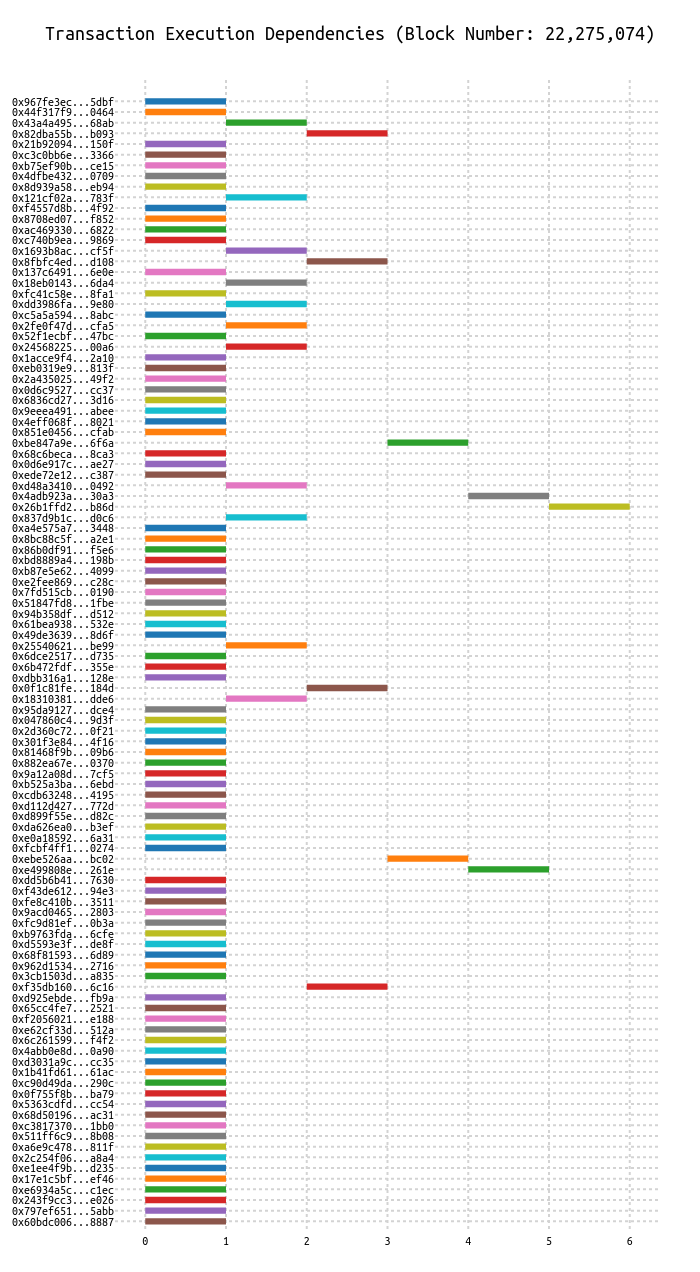 Transaction Execution Dependencies (Block Number: 22,275,074)
0x967fe3ec...5dbf
0x44f317f9...0464
0x43a4a495...68ab
0x82dba55b...b093
0x21b92094...150f
0xc3c0bb6e...3366
0xb75ef90b...ce15
0x4dfbe432...0709
0x8d939a58...eb94
0x121cf02a...783f
0xf4557d8b...4f92
0x8708ed07...f852
0xac469330...6822
0xc740b9ea...9869
0x1693b8ac...cf5f
0x8fbfc4ed...d108
0x137c6491...6e0e
0x18eb0143...6da4
0xfc41c58e...8fa1
0xdd3986fa...9e80
0xc5a5a594...8abc
0x2fe0f47d...cfa5
0x52f1ecbf...47bc
0x24568225...00a6
0x1acce9f4...2a10
0xeb0319e9...813f
0x2a435025...49f2
0x0d6c9527...cc37
0x6836cd27...3d16
0x9eeea491...abee
0x4eff068f...8021
0x851e0456...cfab
0xbe847a9e...6f6a
0x68c6beca...8ca3
0x0d6e917c...ae27
0xede72e12...c387
0xd48a3410...0492
0x4adb923a...30a3
0x26b1ffd2...b86d
0x837d9b1c...d0c6
0xa4e575a7...3448
0x8bc88c5f...a2e1
0x86b0df91...f5e6
0xbd8889a4...198b
0xb87e5e62...4099
0xe2fee869...c28c
0x7fd515cb...0190
0x51847fd8...1fbe
0x94b358df...d512
0x61bea938...532e
0x49de3639...8d6f
0x25540621...be99
0x6dce2517...d735
0x6b472fdf...355e
0xdbb316a1...128e
0x0f1c81fe...184d
0x18310381...dde6
0x95da9127...dce4
0x047860c4...9d3f
0x2d360c72...0f21
0x301f3e84...4f16
0x81468f9b...09b6
0x882ea67e...0370
0x9a12a08d...7cf5
0xb525a3ba...6ebd
0xcdb63248...4195
0xd112d427...772d
0xd899f55e...d82c
0xda626ea0...b3ef
0xe0a18592...6a31
0xfcbf4ff1...0274
0xebe526aa...bc02
0xe499808e...261e
0xdd5b6b41...7630
0xf43de612...94e3
0xfe8c410b...3511
0x9acd0465...2803
0xfc9d81ef...0b3a
0xb9763fda...6cfe
0xd5593e3f...de8f
0x68f81593...6d89
0x962d1534...2716
0x3cb1503d...a835
0xf35db160...6c16
0xd925ebde...fb9a
0x65cc4fe7...2521
0xf2056021...e188
0xe62cf33d...512a
0x6c261599...f4f2
0x4abb0e8d...0a90
0xd3031a9c...cc35
0x1b41fd61...61ac
0xc90d49da...290c
0x0f755f8b...ba79
0x5363cdfd...cc54
0x68d50196...ac31
0xc3817370...1bb0
0x511ff6c9...8b08
0xa6e9c478...811f
0x2c254f06...a8a4
0xe1ee4f9b...d235
0x17e1c5bf...ef46
0xe6934a5c...c1ec
0x243f9cc3...e026
0x797ef651...5abb
0x60bdc006...8887
0 1 2 3 4 5 6